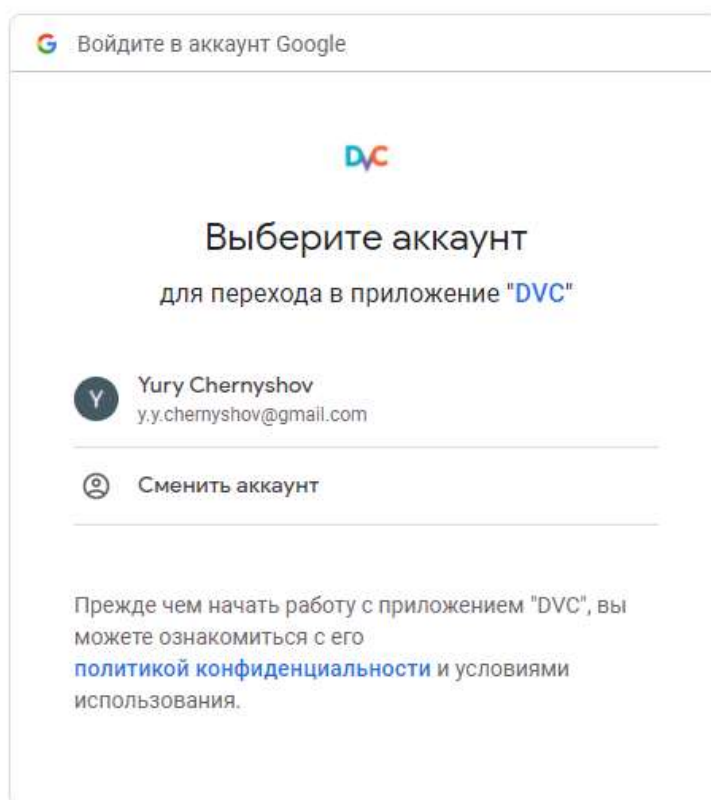 Войдите в аккаунт Google
DVC
Выберите аккаунт
для перехода в приложение "DVC"
Y
Yury Chernyshov
y.y.chernyshov@gmail.com
Сменить аккаунт
Прежде чем начать работу с приложением "DVC", вы
можете ознакомиться с его
политикой конфиденциальности и условиями
использования.